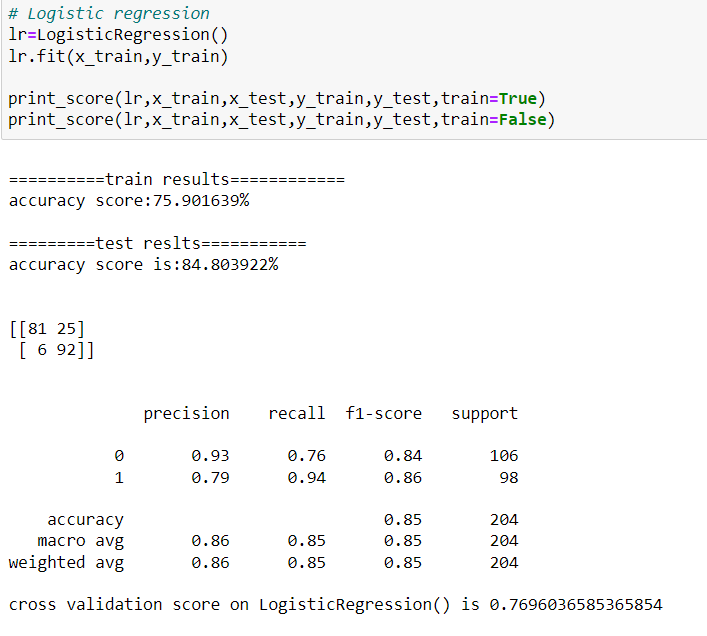 # Logistic regression
lr=LogisticRegression()
lr.fit(x_train,y_train)
print_score(lr,x_train,x_test,y_train,y_test,train=True)
print_score(lr,x_train,x_test,y_train,y_test,train=False)
==========train results============
accuracy score:75.901639%
=========test reslts===========
accuracy score is:84.803922%
[[81 25]
 [ 6 92]]
precision recall f1-score support
0 0.93 0.76 0.84 106
1 0.79 0.94 0.86 98
accuracy 0.85 204
macro avg 0.86 0.85 0.85 204
weighted avg 0.86 0.85 0.85 204
cross validation score on LogisticRegression() is 0.7696036585365854